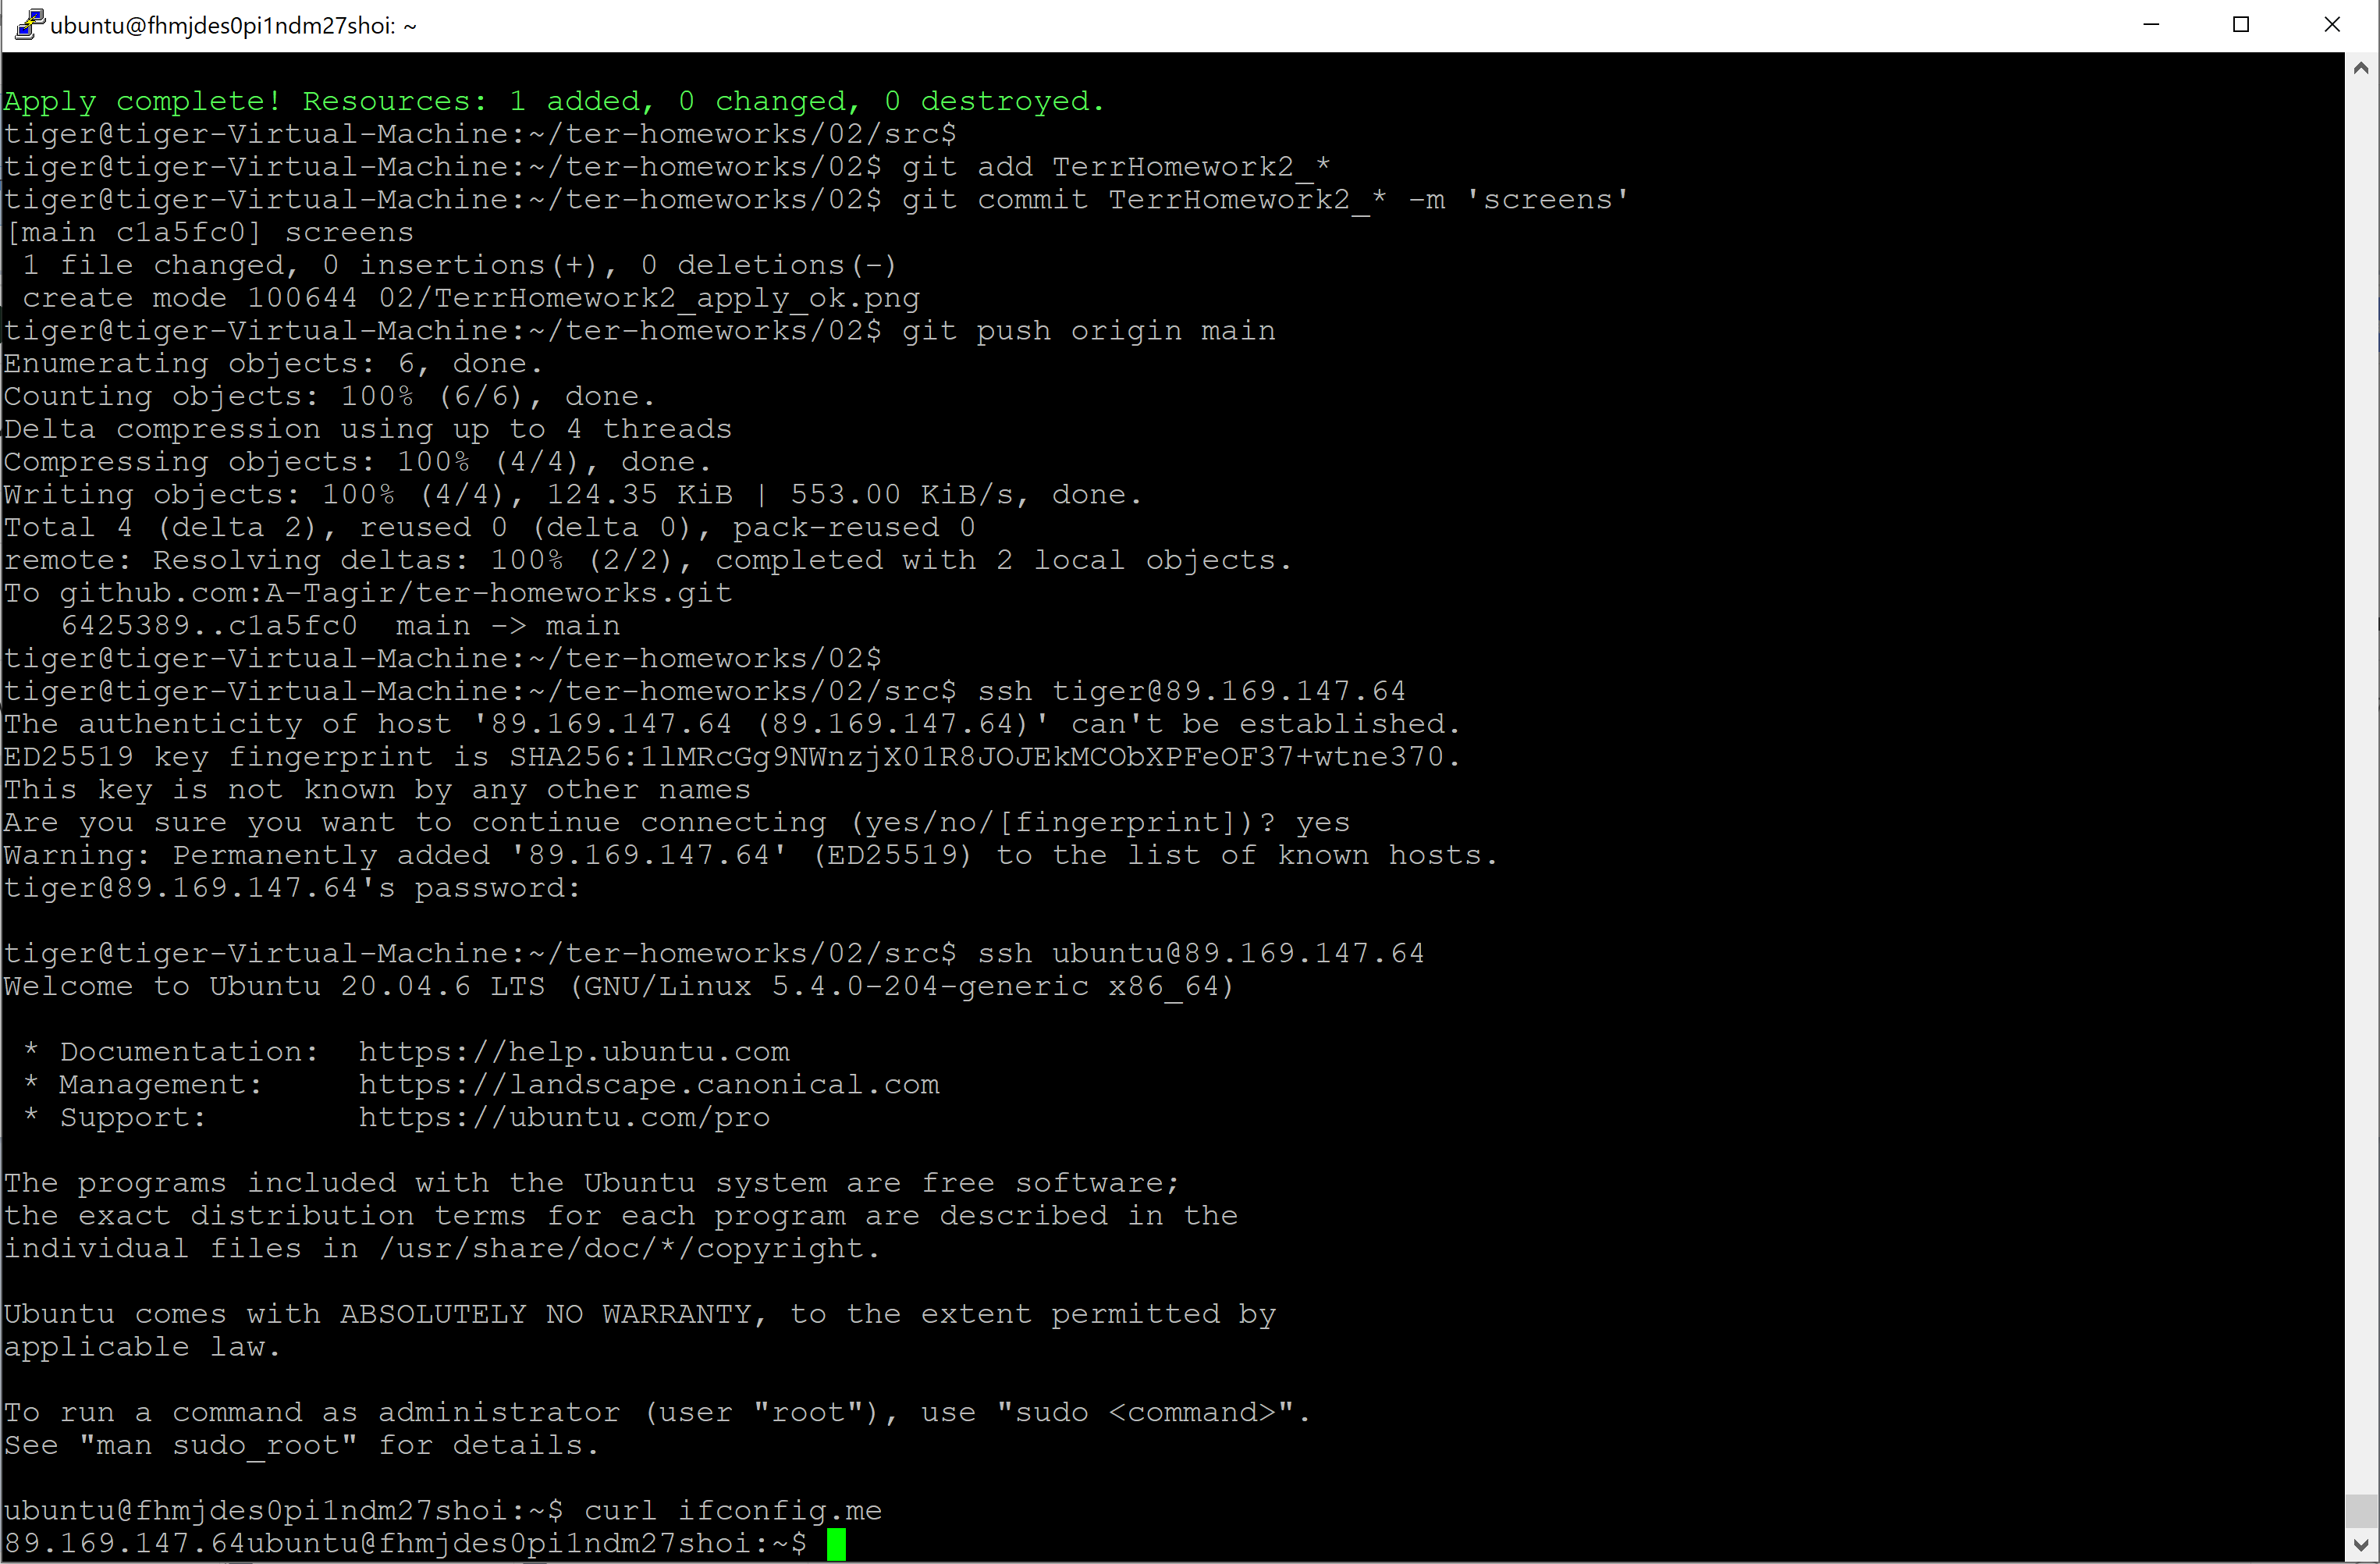 ubuntu@fhmjdes0pi1ndm27shoi: ~
Apply complete! Resources: 1 added, 0 changed, 0 destroyed.
tiger@tiger-Virtual-Machine:~/ter-homeworks/02/src$
tiger@tiger-Virtual-Machine:~/ter-homeworks/02$ git add TerrHomework2_*
tiger@tiger-Virtual-Machine:~/ter-homeworks/02$ git commit TerrHomework2_* -m 'screens'
[main c1a5fc0] screens
 1 file changed, 0 insertions(+), 0 deletions(-)
 create mode 100644 02/TerrHomework2_apply_ok.png
tiger@tiger-Virtual-Machine:~/ter-homeworks/02$ git push origin main
Enumerating objects: 6, done.
Counting objects: 100% (6/6), done.
Delta compression using up to 4 threads
Compressing objects: 100% (4/4), done.
Writing objects: 100% (4/4), 124.35 KiB | 553.00 KiB/s, done.
Total 4 (delta 2), reused 0 (delta 0), pack-reused 0
remote: Resolving deltas: 100% (2/2), completed with 2 local objects.
To github.com:A-Tagir/ter-homeworks.git
   6425389..c1a5fc0  main -> main
tiger@tiger-Virtual-Machine:~/ter-homeworks/02$
tiger@tiger-Virtual-Machine:~/ter-homeworks/02/src$ ssh tiger@89.169.147.64
The authenticity of host '89.169.147.64 (89.169.147.64)' can't be established.
ED25519 key fingerprint is SHA256:1lMRcGg9NWnzjX01R8JOJEkMCObXPFeOF37+wtne370.
This key is not known by any other names
Are you sure you want to continue connecting (yes/no/[fingerprint])? yes
Warning: Permanently added '89.169.147.64' (ED25519) to the list of known hosts.
tiger@89.169.147.64's password:
tiger@tiger-Virtual-Machine:~/ter-homeworks/02/src$ ssh ubuntu@89.169.147.64
Welcome to Ubuntu 20.04.6 LTS (GNU/Linux 5.4.0-204-generic x86_64)
 * Documentation:  https://help.ubuntu.com
 * Management:     https://landscape.canonical.com
 * Support:        https://ubuntu.com/pro
The programs included with the Ubuntu system are free software;
the exact distribution terms for each program are described in the
individual files in /usr/share/doc/*/copyright.
Ubuntu comes with ABSOLUTELY NO WARRANTY, to the extent permitted by
applicable law.
To run a command as administrator (user "root"), use "sudo <command>".
See "man sudo_root" for details.
ubuntu@fhmjdes0pi1ndm27shoi:~$ curl ifconfig.me
89.169.147.64ubuntu@fhmjdes0pi1ndm27shoi:~$